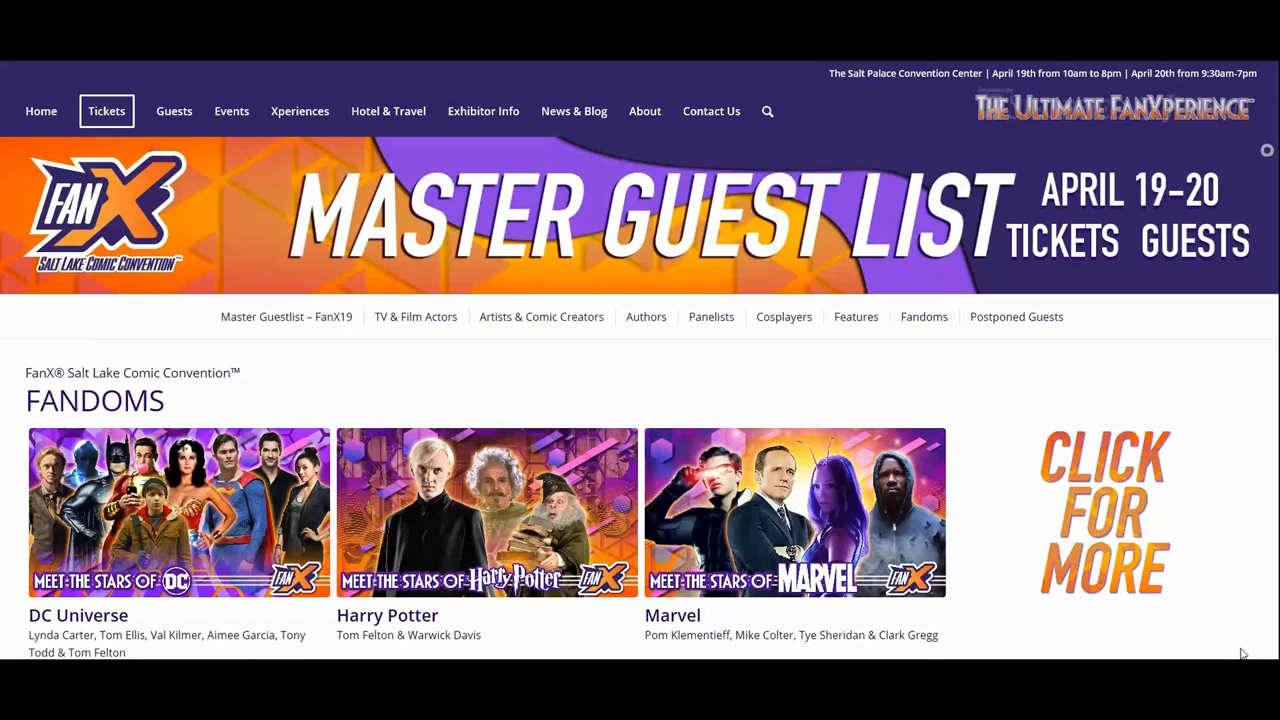 The Salt Palace Convention Center | April 19th from 10am to 8pm | April 20th from 9:30am-7pm
Home
Tickets
Guests
Events
Xperiences
Hotel & Travel
Exhibitor Info
News & Blog
About
Contact Us
THE ULTIMATE FANXPERIENCE
FANX
SALT LAKE COMIC CONVENTION™
MASTER GUEST LIST
APRIL 19-20
TICKETS GUESTS
Master Guestlist – FanX19
TV & Film Actors
Artists & Comic Creators
Authors
Panelists
Cosplayers
Features
Fandoms
Postponed Guests
FanX® Salt Lake Comic Convention™
FANDOMS
MEET THE STARS OF DC
FANX
MEET THE STARS OF Harry Potter
FANX
MEET THE STARS OF MARVEL
FANX
CLICK
FOR
MORE
DC Universe
Lynda Carter, Tom Ellis, Val Kilmer, Aimee Garcia, Tony
Todd & Tom Felton
Harry Potter
Tom Felton & Warwick Davis
Marvel
Pom Klementieff, Mike Colter, Tye Sheridan & Clark Gregg